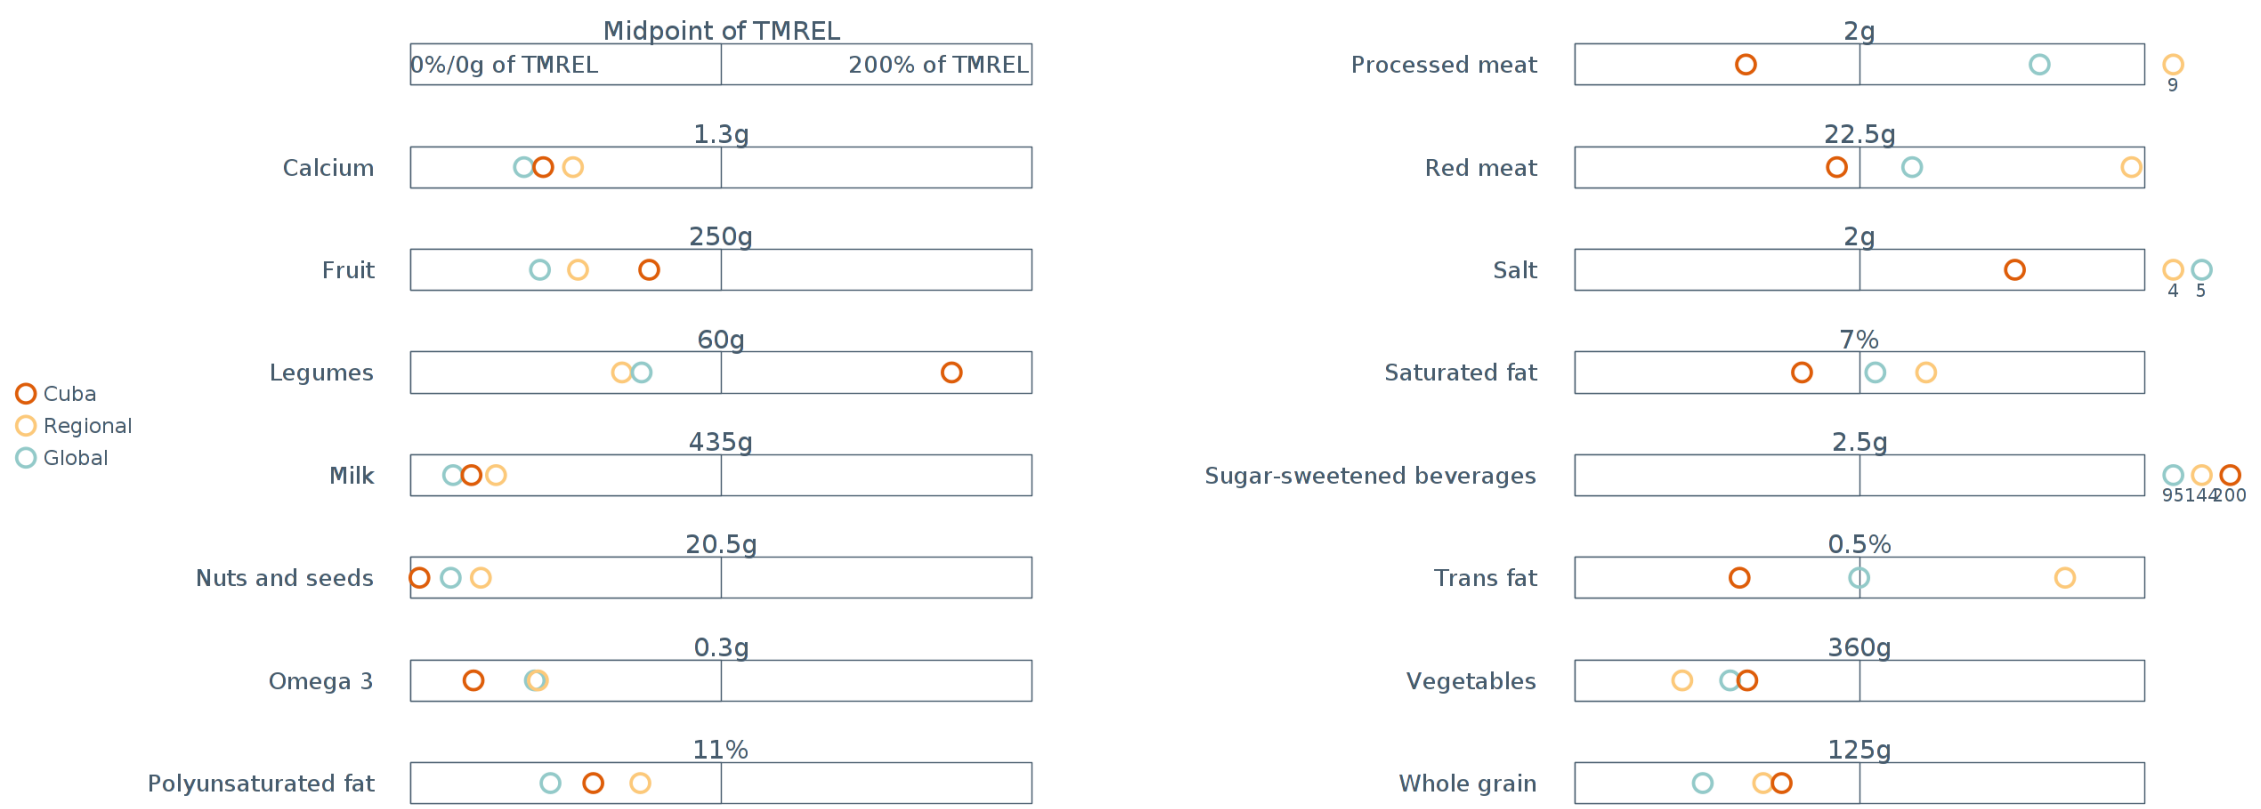 Midpoint of TMREL
0%/0g of TMREL
200% of TMREL
1.3g
Calcium
250g
Fruit
60g
Legumes
435g
Milk
20.5g
Nuts and seeds
0.3g
Omega 3
11%
Polyunsaturated fat
Cuba
Regional
Global
2g
Processed meat
9
22.5g
Red meat
2g
Salt
4
5
7%
Saturated fat
2.5g
Sugar-sweetened beverages
95
144
200
0.5%
Trans fat
360g
Vegetables
125g
Whole grain